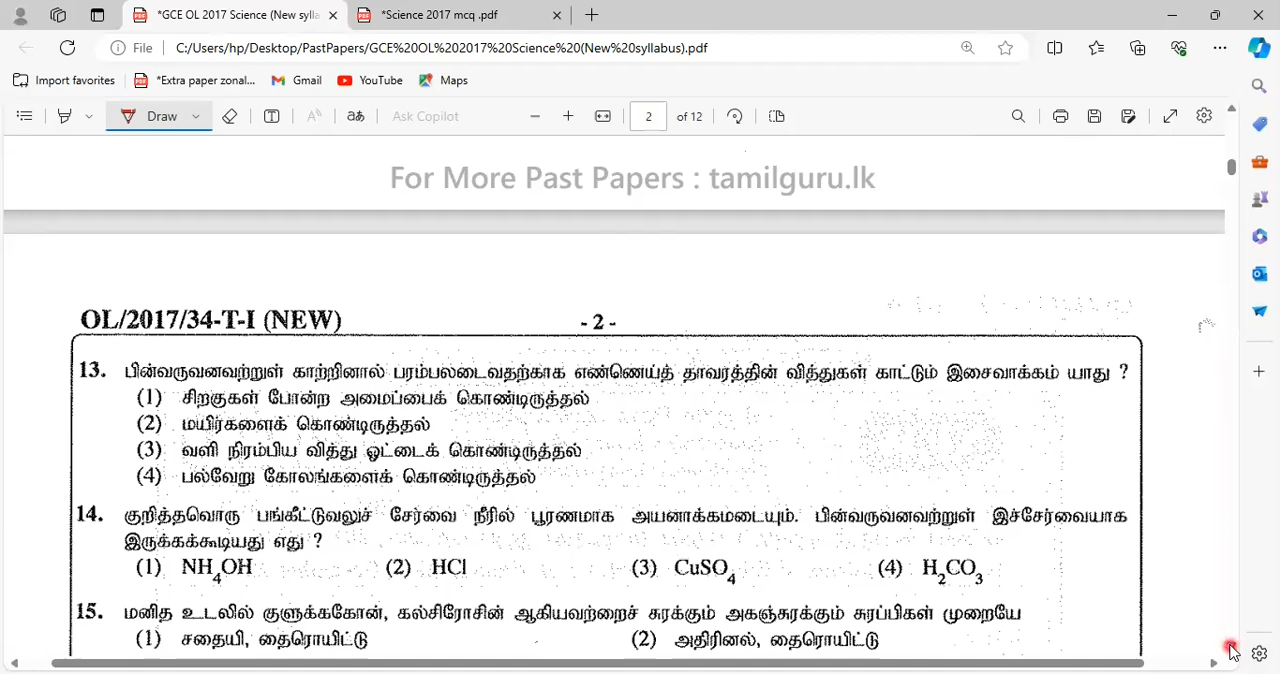 *GCE OL 2017 Science (New sylla
*Science 2017 mcq .pdf
File
C:/Users/hp/Desktop/PastPapers/GCE%20OL%202017%20Science%20(New%20syllabus).pdf
Import favorites
*Extra paper zonal...
Gmail
YouTube
Maps
Draw
Ask Copilot
2
of 12
For More Past Papers : tamilguru.lk
OL/2017/34-T-I (NEW)
- 2 -
13. பின்வருவனவற்றுள் காற்றினால் பரம்பலடைவதற்காக எண்ணெய்த் தாவரத்தின் வித்துகள் காட்டும் இசைவாக்கம் யாது ?
(1) சிறகுகள் போன்ற அமைப்பைக் கொண்டிருத்தல்
(2) மயிர்களைக் கொண்டிருத்தல்
(3) வளி நிரம்பிய வித்து ஓட்டைக் கொண்டிருத்தல்
(4) பல்வேறு கோலங்களைக் கொண்டிருத்தல்
14. குறித்தவொரு பங்கீட்டுவலுச் சேர்வை நீரில் பூரணமாக அயனாக்கமடையும். பின்வருவனவற்றுள் இச்சேர்வையாக
இருக்கக்கூடியது எது ?
(1) NH₄OH (2) HCl (3) CuSO₄ (4) H₂CO₃
15. மனித உடலில் குளுக்ககோன், கல்சிரோசின் ஆகியவற்றைச் சுரக்கும் அகஞ்சுரக்கும் சுரப்பிகள் முறையே
(1) சதையி, தைரொயிட்டு (2) அதிரினல், தைரொயிட்டு